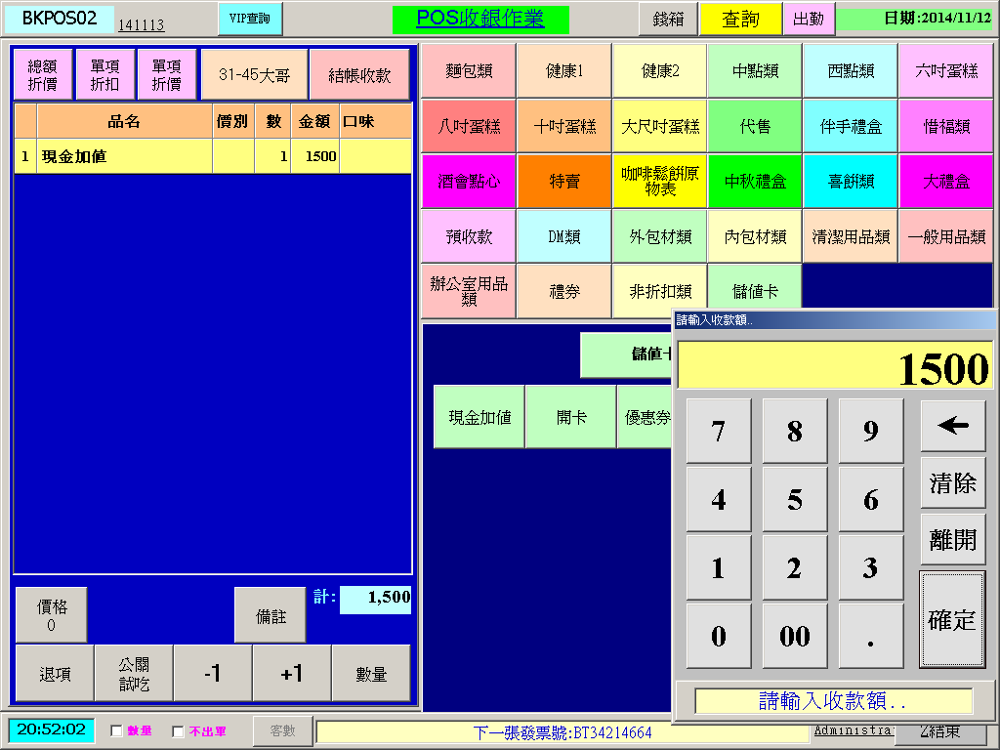 BKPOS02
141113
VIP查詢
POS收銀作業
錢箱
查詢
出勤
日期:2014/11/12
總額
折價
單項
折扣
單項
折價
31-45大哥
結帳收款
品名
價別
數
金額
口味
1
現金加值
1
1500
計:
1,500
價格
0
備註
退項
公關
試吃
-1
+1
數量
麵包類
健康1
健康2
中點類
西點類
六吋蛋糕
八吋蛋糕
十吋蛋糕
大尺吋蛋糕
代售
伴手禮盒
惜福類
酒會點心
特賣
咖啡鬆餅原
物表
中秋禮盒
喜餅類
大禮盒
預收款
DM類
外包材類
內包材類
清潔用品類
一般用品類
辦公室用品
類
禮券
非折扣類
儲值卡
儲值卡
現金加值
開卡
優惠券
請輸入收款額..
1500
7
8
9
←
4
5
6
清除
1
2
3
離開
0
00
.
確定
請輸入收款額..
20:52:02
數量
不出單
客數
下一張發票號:BT34214664
Administra
Z結束